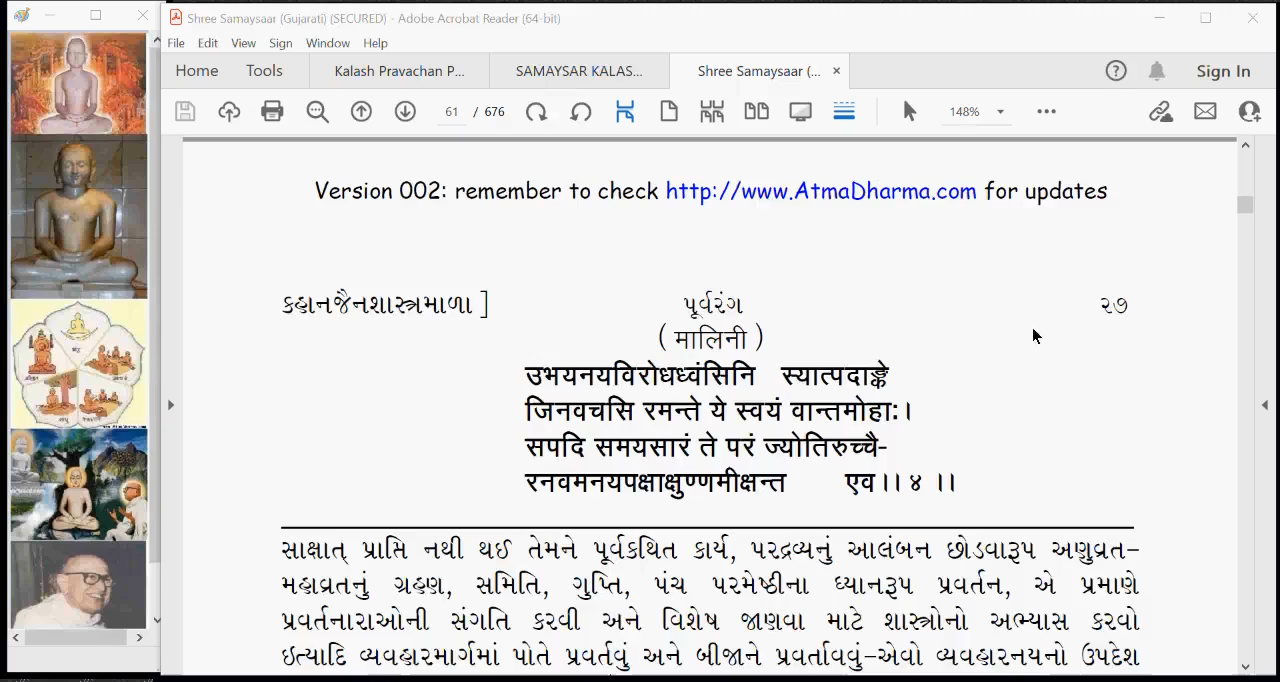 Shree Samaysaar (Gujarati) (SECURED) - Adobe Acrobat Reader (64-bit)
File Edit View Sign Window Help
Home Tools Kalash Pravachan P... SAMAYSAR KALAS... Shree Samaysaar (... × Sign In
61 / 676 148%
Version 002: remember to check http://www.AtmaDharma.com for updates
કહાનજૈનશાસ્ત્રમાળા ] પૂર્વરંગ ૨૭
( मालिनी )
उभयनयविरोधध्वंसिनि स्यात्पदाङ्के
जिनवचसि रमन्ते ये स्वयं वान्तमोहाः।
सपदि समयसारं ते परं ज्योतिरुच्चै-
रनवमनयपक्षाक्षुण्णमीक्षन्त एव।। ४ ।।
સાક્ષાત્ પ્રાપ્તિ નથી થઈ તેમને પૂર્વકથિત કાર્ય, પરદ્રવ્યનું આલંબન છોડવારૂપ અણુવ્રત-
મહાવ્રતનું ગ્રહણ, સમિતિ, ગુપ્તિ, પંચ પરમેષ્ઠીના ધ્યાનરૂપ પ્રવર્તન, એ પ્રમાણે
પ્રવર્તનારાઓની સંગતિ કરવી અને વિશેષ જાણવા માટે શાસ્ત્રોનો અભ્યાસ કરવો
ઇત્યાદિ વ્યવહારમાર્ગમાં પોતે પ્રવર્તવું અને બીજાને પ્રવર્તાવવું-એવો વ્યવહારનયનો ઉપદેશ